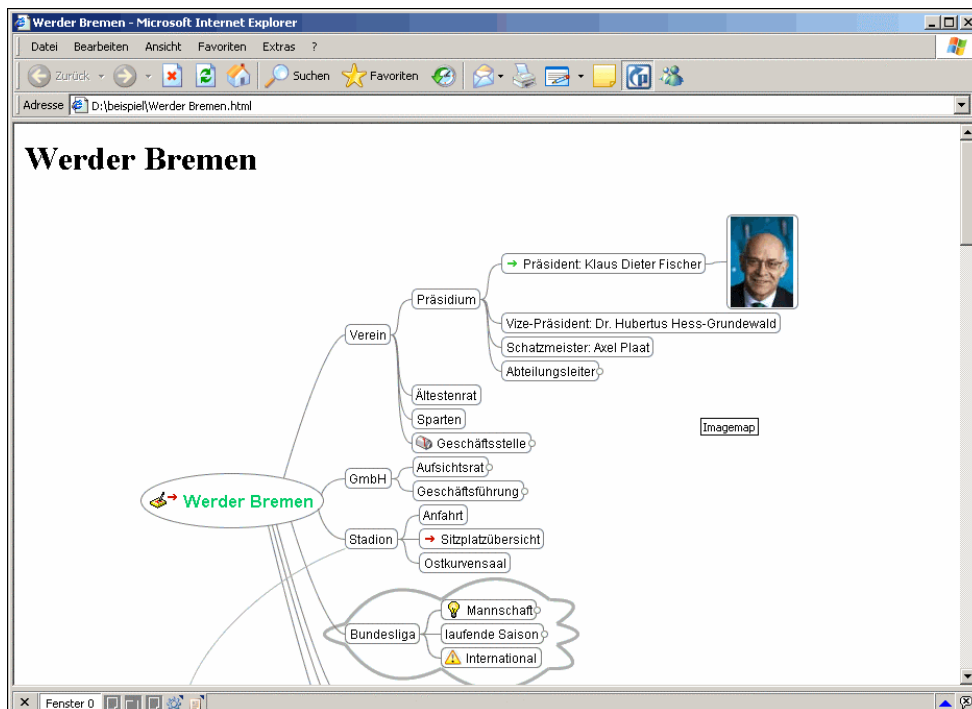 Werder Bremen - Microsoft Internet Explorer
Datei Bearbeiten Ansicht Favoriten Extras ?
Zurück Suchen Favoriten
Adresse D:\beispiel\Werder Bremen.html
Werder Bremen
Präsident: Klaus Dieter Fischer
Präsidium
Vize-Präsident: Dr. Hubertus Hess-Grundewald
Verein
Schatzmeister: Axel Plaat
Abteilungsleiter
Ältestenrat
Sparten
Imagemap
Geschäftsstelle
Aufsichtsrat
GmbH
Geschäftsführung
Werder Bremen
Anfahrt
Stadion
Sitzplatzübersicht
Ostkurvensaal
Mannschaft
Bundesliga
laufende Saison
International
Fenster 0